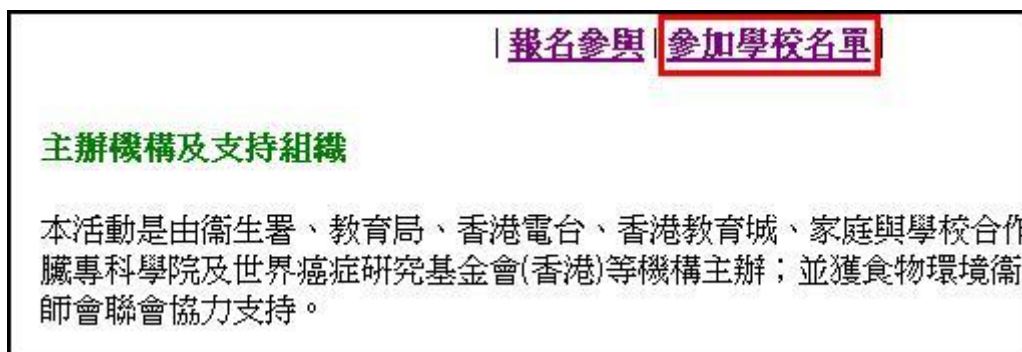 |報名參與|參加學校名單|
主辦機構及支持組織
本活動是由衞生署、教育局、香港電台、香港教育城、家庭與學校合作
臟專科學院及世界癌症研究基金會(香港)等機構主辦；並獲食物環境衞
師會聯會協力支持。